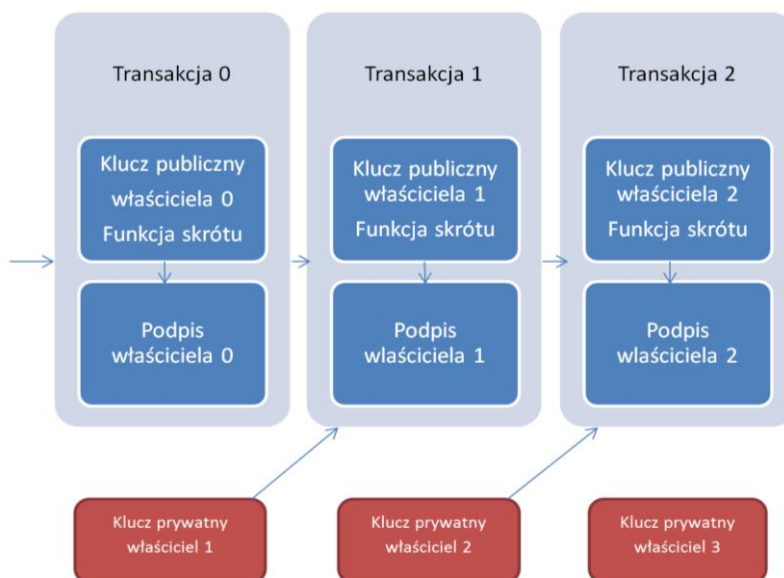 Transakcja 0
Klucz publiczny
właściciela 0
Funkcja skrótu
Podpis
właściciela 0
Transakcja 1
Klucz publiczny
właściciela 1
Funkcja skrótu
Podpis
wlaściciela 1
Transakcja 2
Klucz publiczny
właściciela 2
Funkcja skrótu
Podpis
wlaściciela 2
Klucz prywatny
właściciel 1
Klucz prywatny
właściciel 2
Klucz prywatny
właściciel 3